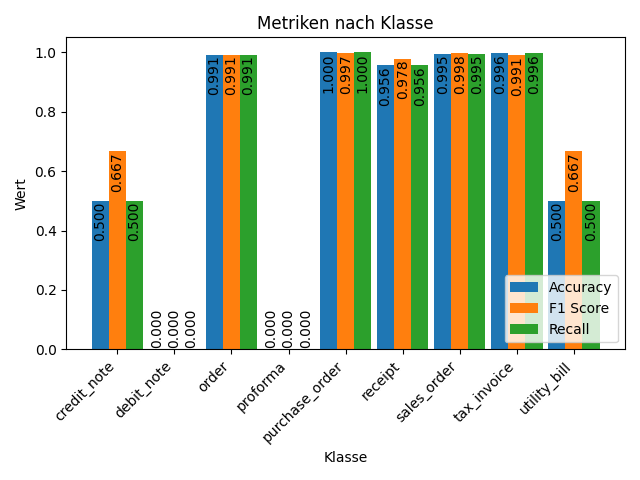 Metriken nach Klasse
Wert
1.0
0.8
0.6
0.4
0.2
0.0
0.500
0.667
0.500
0.000
0.000
0.000
0.991
0.991
0.991
0.000
0.000
0.000
1.000
0.997
1.000
0.956
0.978
0.956
0.995
0.998
0.995
0.996
0.991
0.996
0.500
0.667
0.500
Accuracy
F1 Score
Recall
credit_note
debit_note
order
proforma
purchase_order
receipt
sales_order
tax_invoice
utility_bill
Klasse